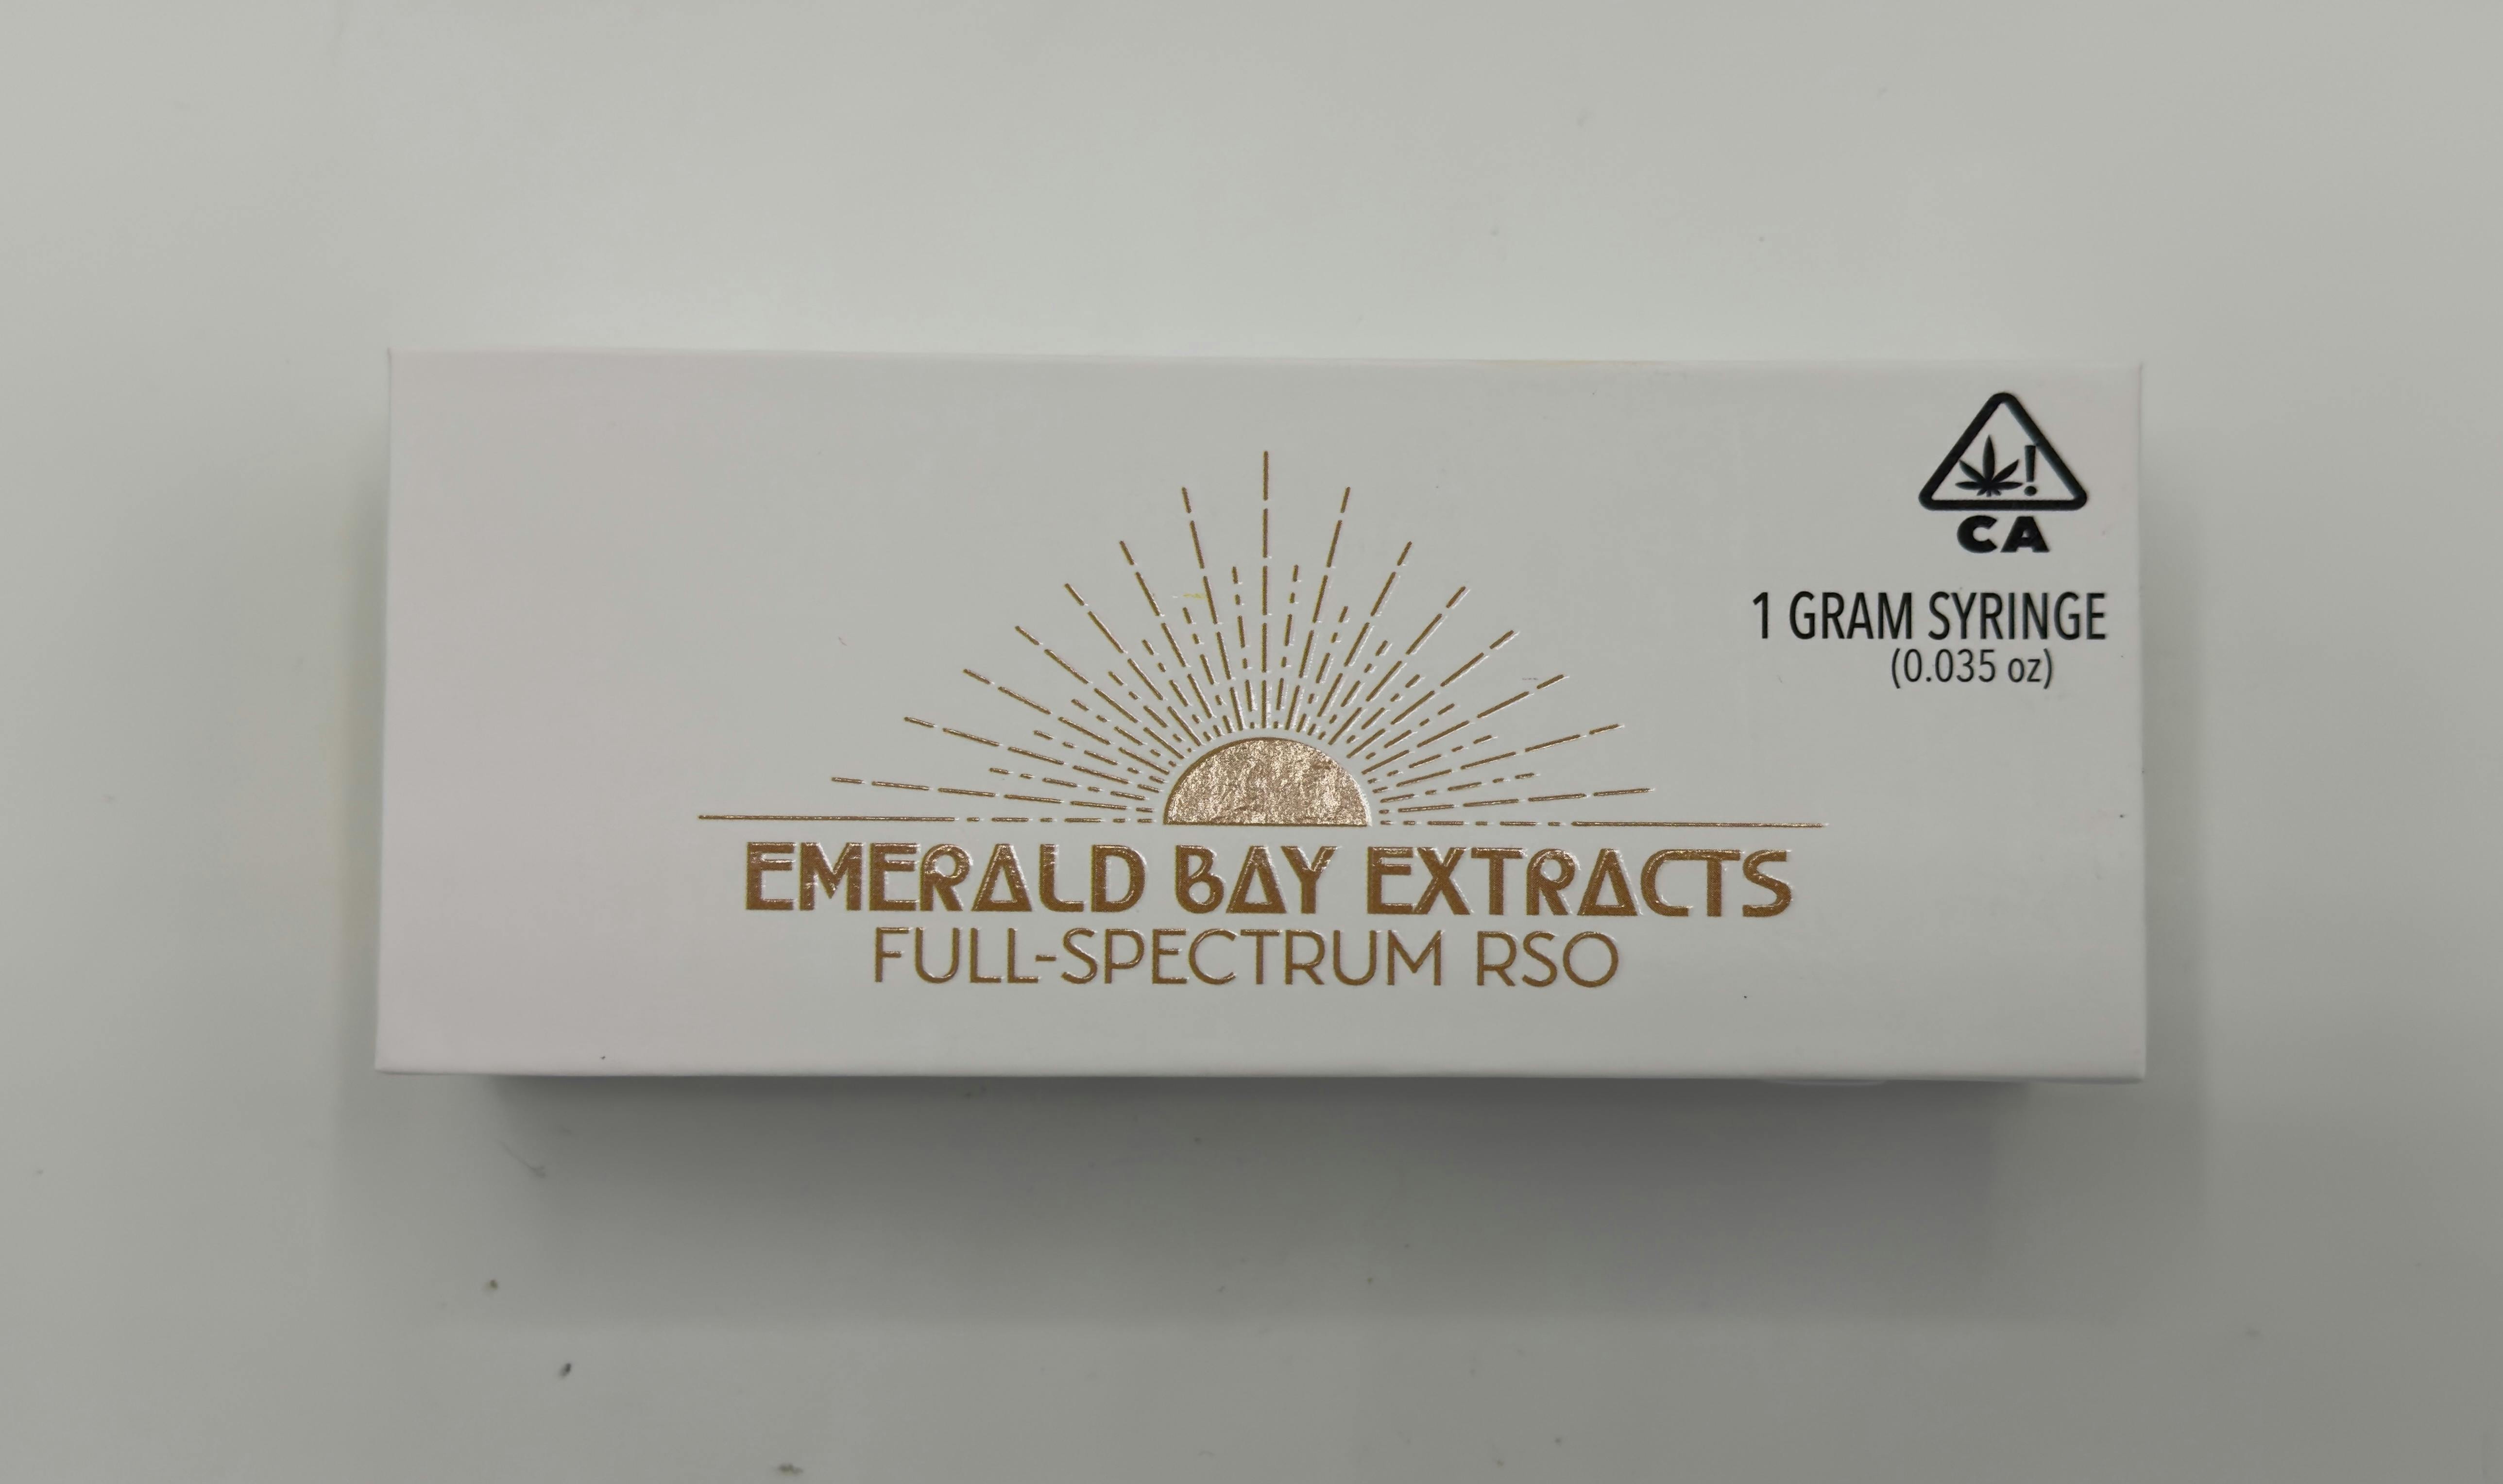 !
CA
1 GRAM SYRINGE
(0.035 oz)
EMERALD BAY EXTRACTS
FULL-SPECTRUM RSO